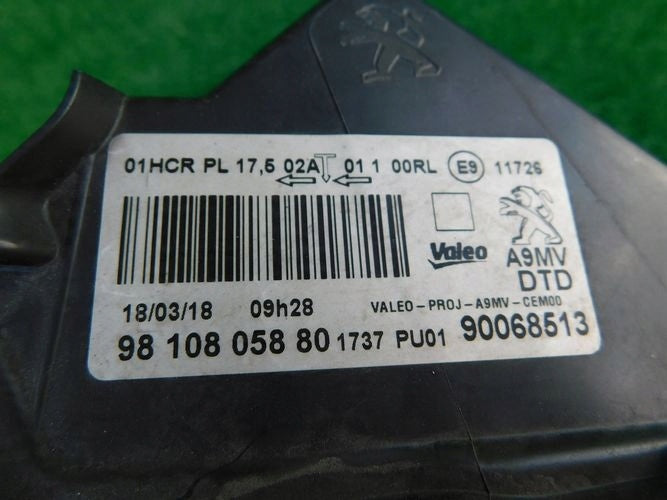 01HCR PL 17,5 02A 01 1 00RL E9 11726
Valeo A9MV
DTD
18/03/18 09h28 VALEO-PROJ-A9MV-CEM00
98 108 058 80 1737 PU01 90068513